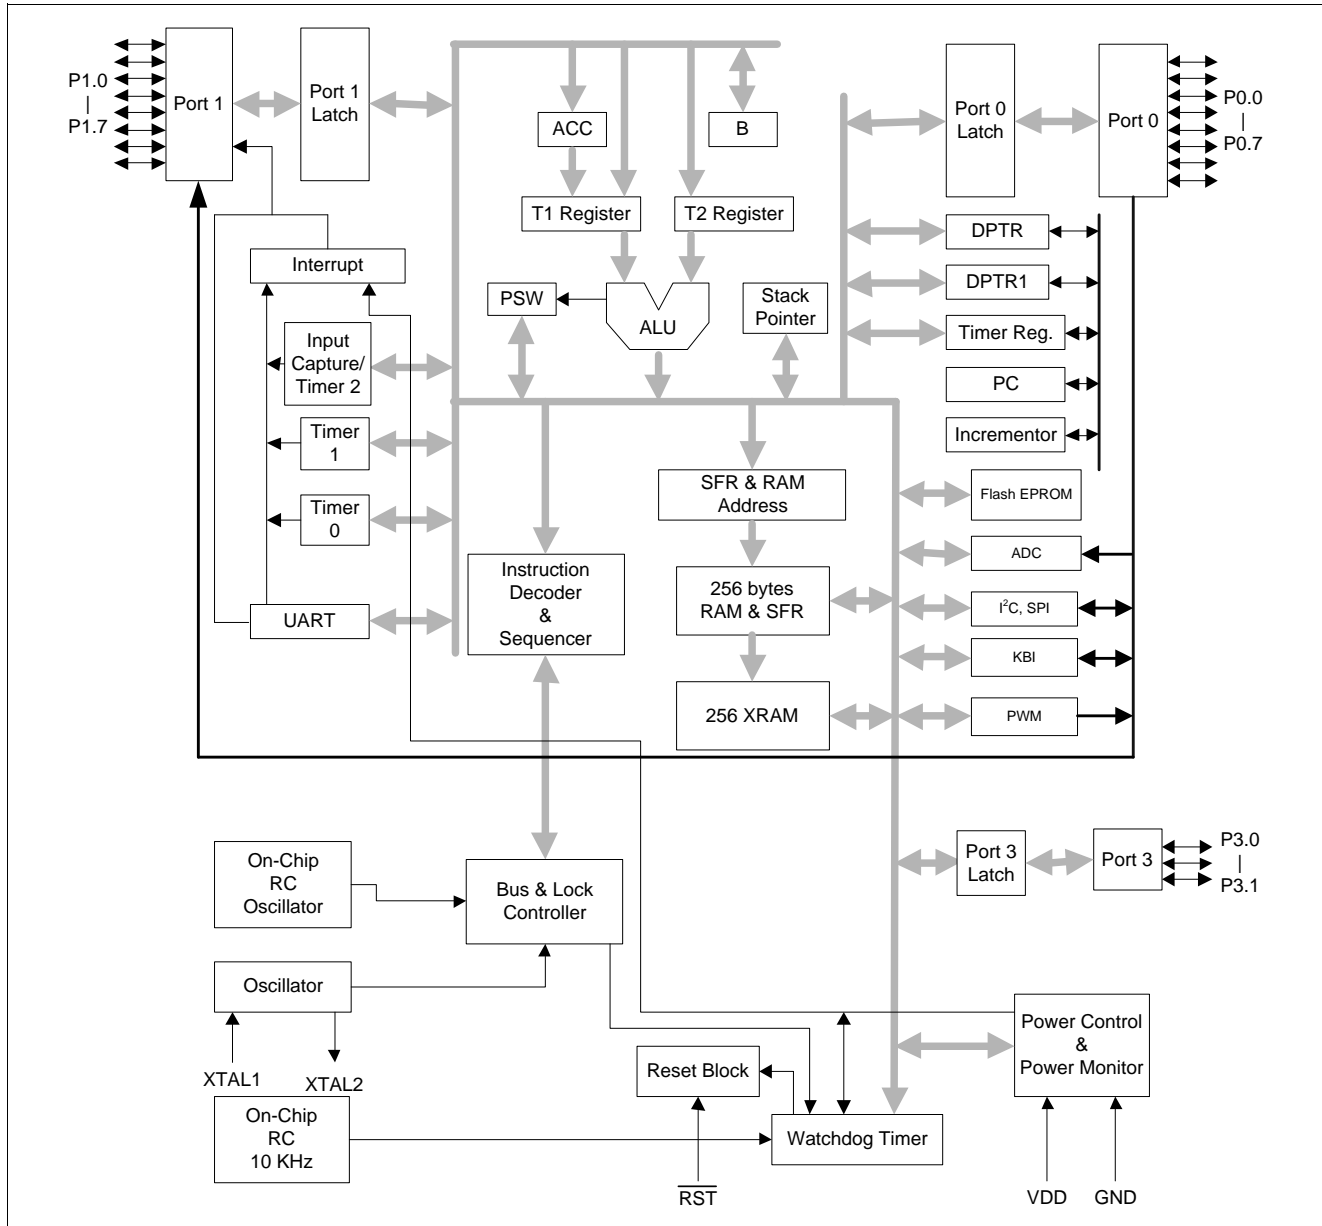 P1.0
|
P1.7
Port 1
Port 1
Latch
ACC
B
Port 0
Latch
Port 0
P0.0
|
P0.7
T1 Register
T2 Register
DPTR
Interrupt
DPTR1
PSW
ALU
Stack
Pointer
Timer Reg.
Input
Capture/
Timer 2
PC
Timer
1
Incrementor
SFR & RAM
Address
Flash EPROM
Timer
0
ADC
Instruction
Decoder
&
Sequencer
256 bytes
RAM & SFR
I²C, SPI
UART
KBI
256 XRAM
PWM
On-Chip
RC
Oscillator
Bus & Lock
Controller
Port 3
Latch
Port 3
P3.0
|
P3.1
Oscillator
XTAL1
XTAL2
Reset Block
Power Control
&
Power Monitor
On-Chip
RC
10 KHz
Watchdog Timer
RST
VDD
GND